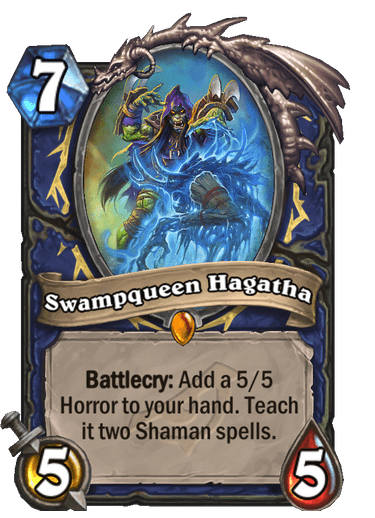 7
Swampqueen Hagatha
Battlecry: Add a 5/5
Horror to your hand. Teach
it two Shaman spells.
5
5